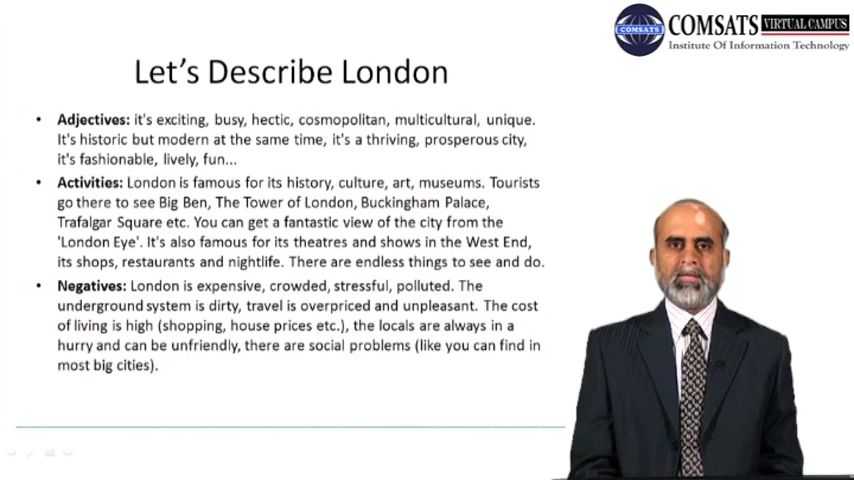 COMSATS VIRTUAL CAMPUS
Institute Of Information Technology
COMSATS
Let's Describe London
• Adjectives: it's exciting, busy, hectic, cosmopolitan, multicultural, unique.
It's historic but modern at the same time, it's a thriving, prosperous city,
it's fashionable, lively, fun...
• Activities: London is famous for its history, culture, art, museums. Tourists
go there to see Big Ben, The Tower of London, Buckingham Palace,
Trafalgar Square etc. You can get a fantastic view of the city from the
'London Eye'. It's also famous for its theatres and shows in the West End,
its shops, restaurants and nightlife. There are endless things to see and do.
• Negatives: London is expensive, crowded, stressful, polluted. The
underground system is dirty, travel is overpriced and unpleasant. The cost
of living is high (shopping, house prices etc.), the locals are always in a
hurry and can be unfriendly, there are social problems (like you can find in
most big cities).